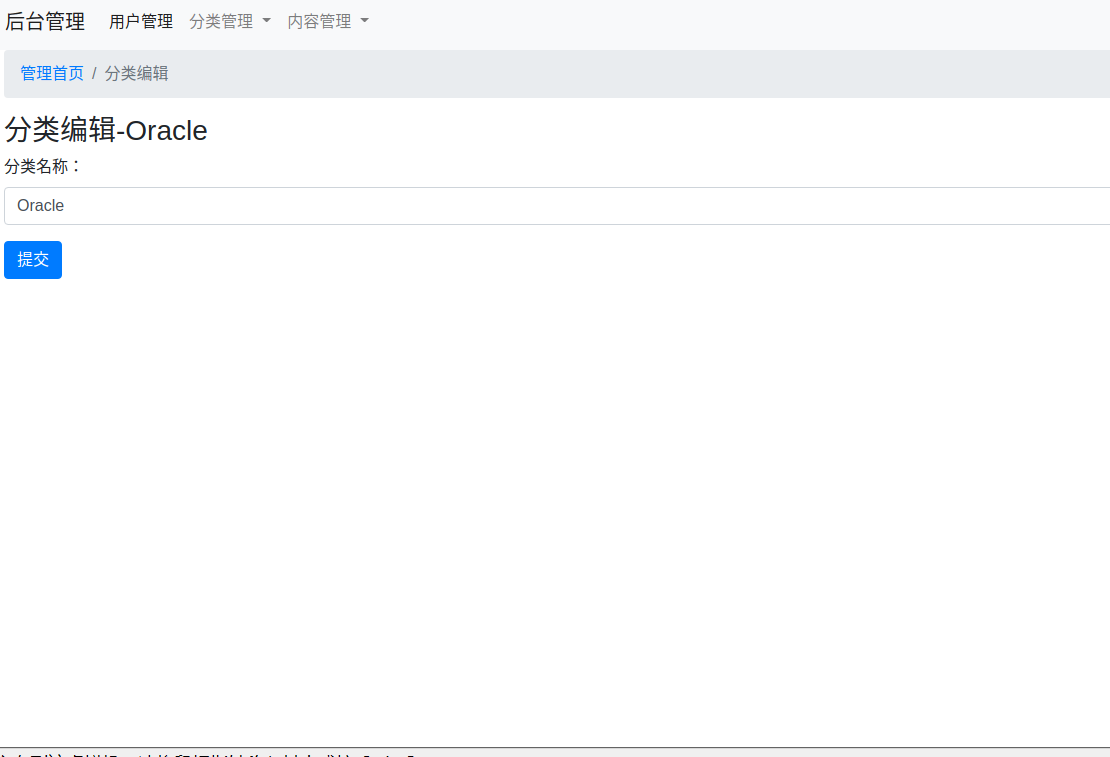 后台管理 用户管理 分类管理 内容管理
管理首页 / 分类编辑
分类编辑-Oracle
分类名称：
Oracle
提交